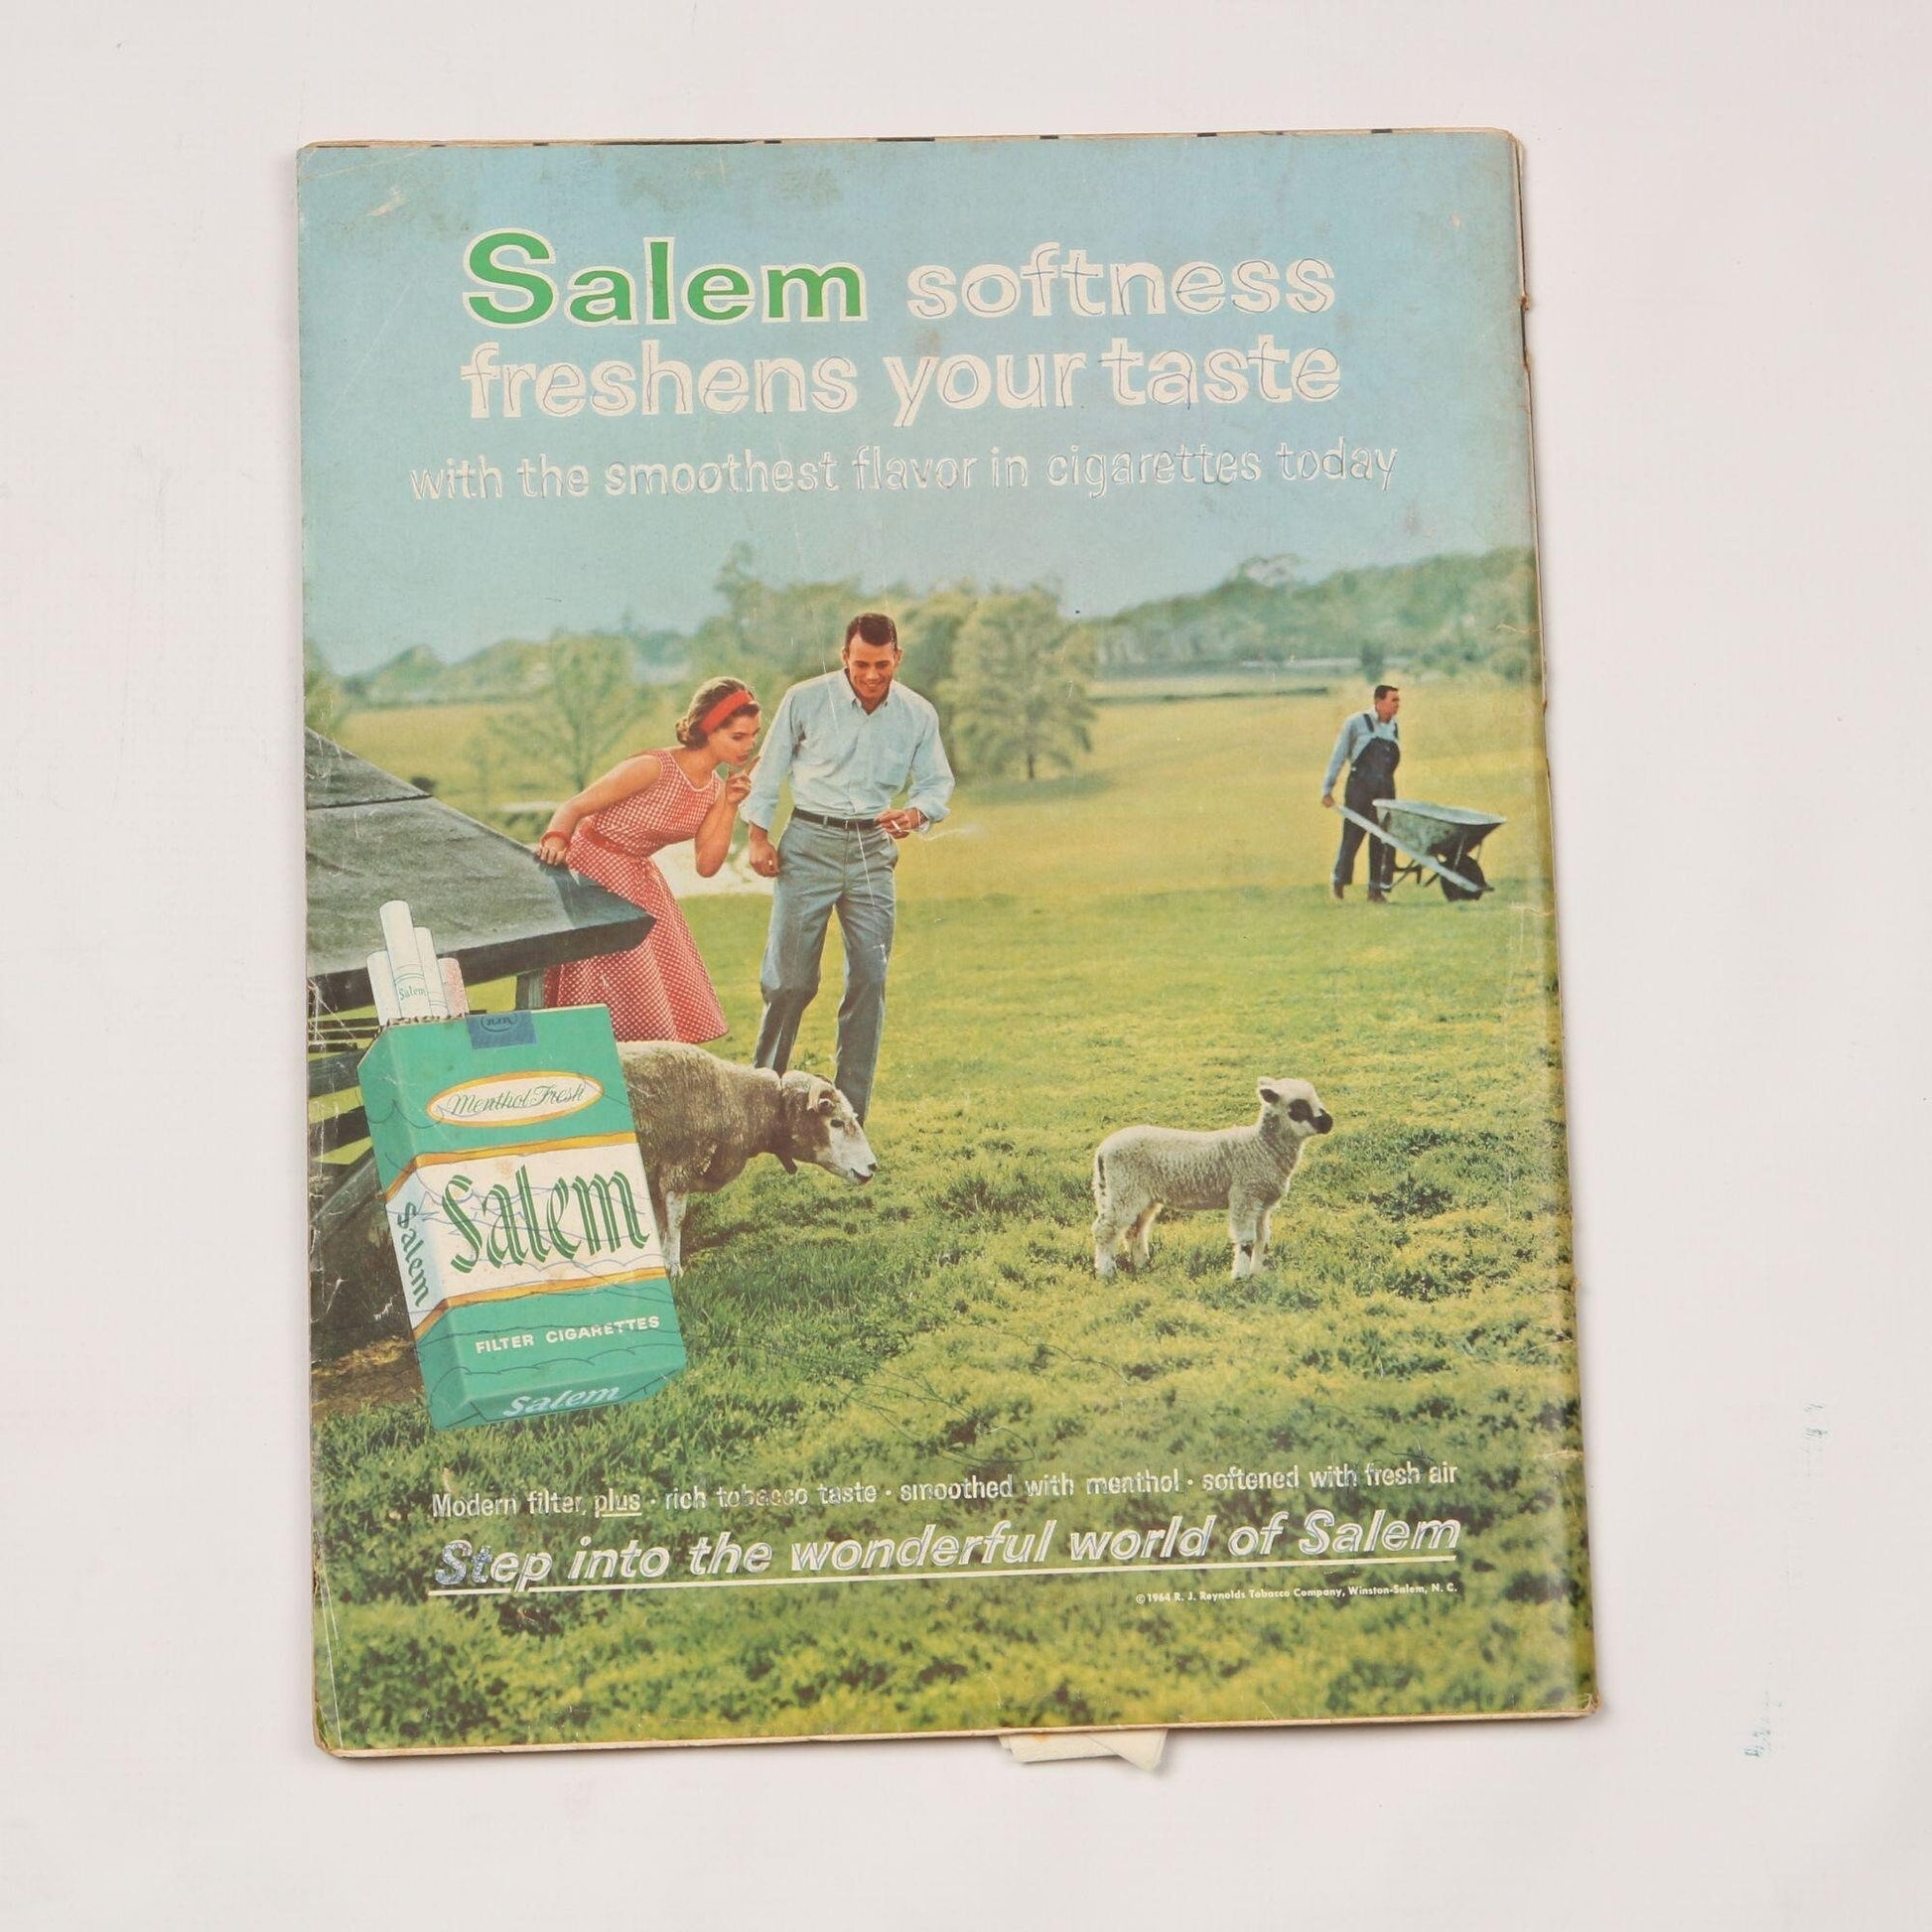 Salem softness
freshens your taste
with the smoothest flavor in cigarettes today
Salem
RJR
Menthol Fresh
Salem
Salem
FILTER CIGARETTES
Salem
Modern filter, plus • rich tobacco taste • smoothed with menthol • softened with fresh air
Step into the wonderful world of Salem
©1964 R. J. Reynolds Tobacco Company, Winston-Salem, N. C.